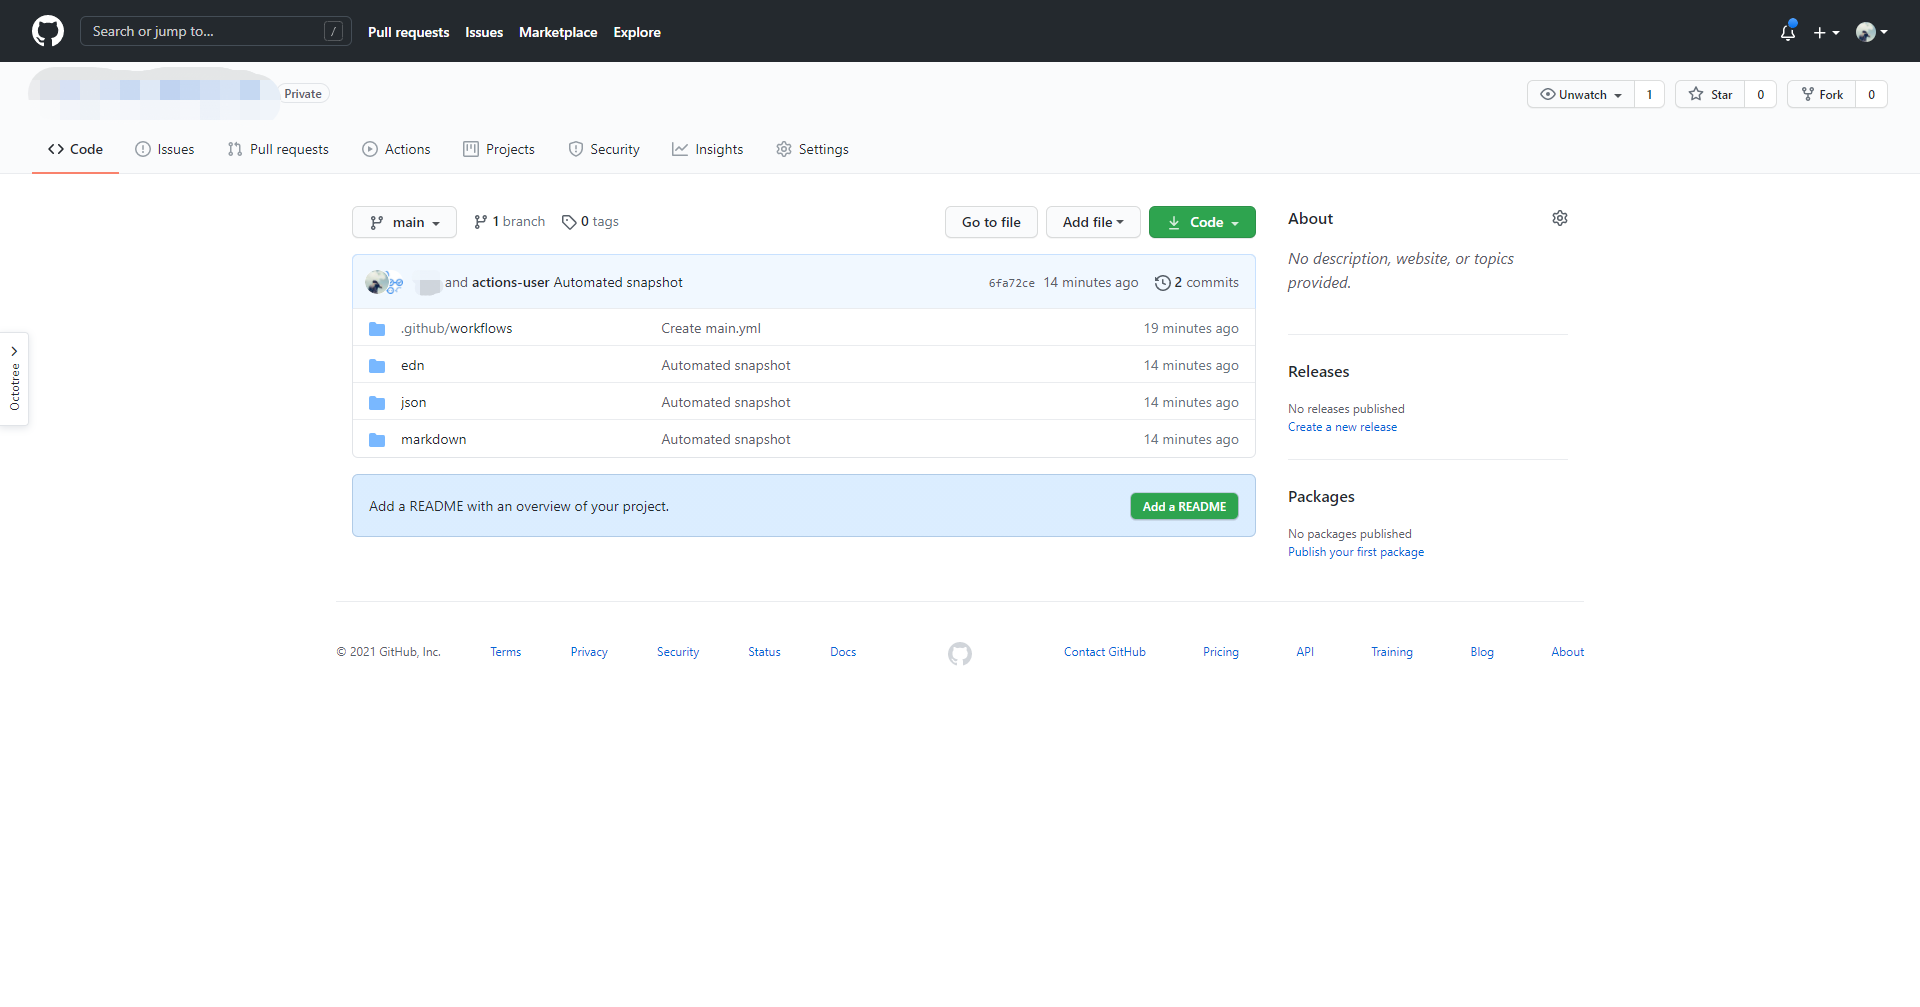 Search or jump to... /
Pull requests Issues Marketplace Explore
Private
Unwatch 1 Star 0 Fork 0
Code Issues Pull requests Actions Projects Security Insights Settings
main 1 branch 0 tags Go to file Add file Code
and actions-user Automated snapshot 6fa72ce 14 minutes ago 2 commits
.github/workflows Create main.yml 19 minutes ago
edn Automated snapshot 14 minutes ago
json Automated snapshot 14 minutes ago
markdown Automated snapshot 14 minutes ago
Add a README with an overview of your project. Add a README
About
No description, website, or topics
provided.
Releases
No releases published
Create a new release
Packages
No packages published
Publish your first package
Octotree
© 2021 GitHub, Inc. Terms Privacy Security Status Docs Contact GitHub Pricing API Training Blog About